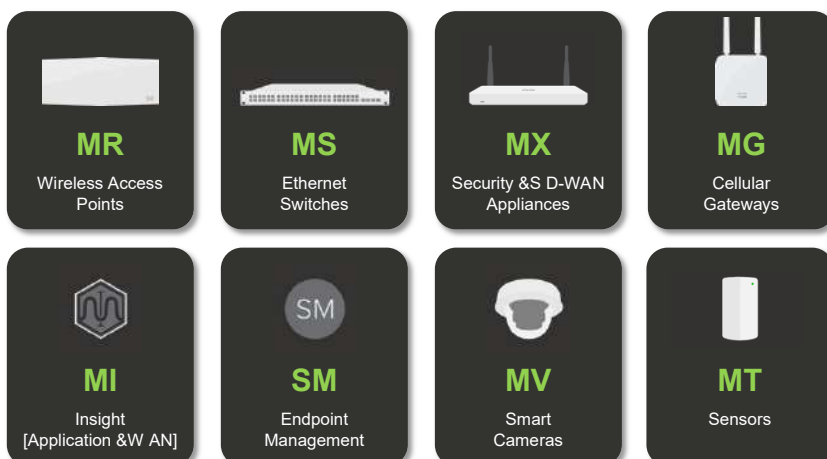 MR
Wireless Access
Points
MS
Ethernet
Switches
MX
Security &S D-WAN
Appliances
MG
Cellular
Gateways
MI
Insight
[Application &W AN]
SM
SM
Endpoint
Management
MV
Smart
Cameras
MT
Sensors